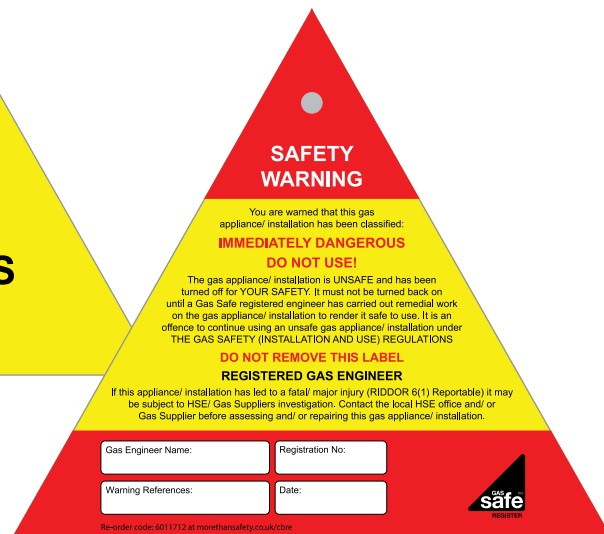 S
SAFETY
WARNING
You are warned that this gas
appliance/ installation has been classified:
IMMEDIATELY DANGEROUS
DO NOT USE!
The gas appliance/ installation is UNSAFE and has been
turned off for YOUR SAFETY. It must not be turned back on
until a Gas Safe registered engineer has carried out remedial work
on the gas appliance/ installation to render it safe to use. It is an
offence to continue using an unsafe gas appliance/ installation under
THE GAS SAFETY (INSTALLATION AND USE) REGULATIONS
DO NOT REMOVE THIS LABEL
REGISTERED GAS ENGINEER
If this appliance/ installation has led to a fatal/ major injury (RIDDOR 6(1) Reportable) it may
be subject to HSE/ Gas Suppliers investigation. Contact the local HSE office and/ or
Gas Supplier before assessing and/ or repairing this gas appliance/ installation.
Gas Engineer Name:
Registration No:
Warning References:
Date:
GAS
safe
REGISTER
Re-order code: 6011712 at morethansafety.co.uk/cbre